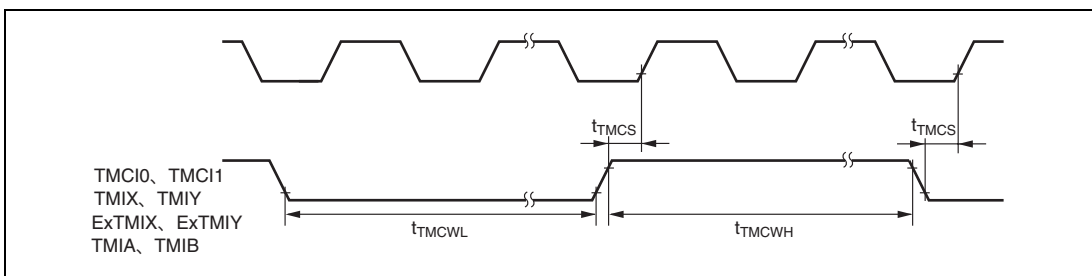 tTMCS
tTMCS
TMCI0、TMCI1
TMIX、TMIY
ExTMIX、ExTMIY
TMIA、TMIB
tTMCWL
tTMCWH